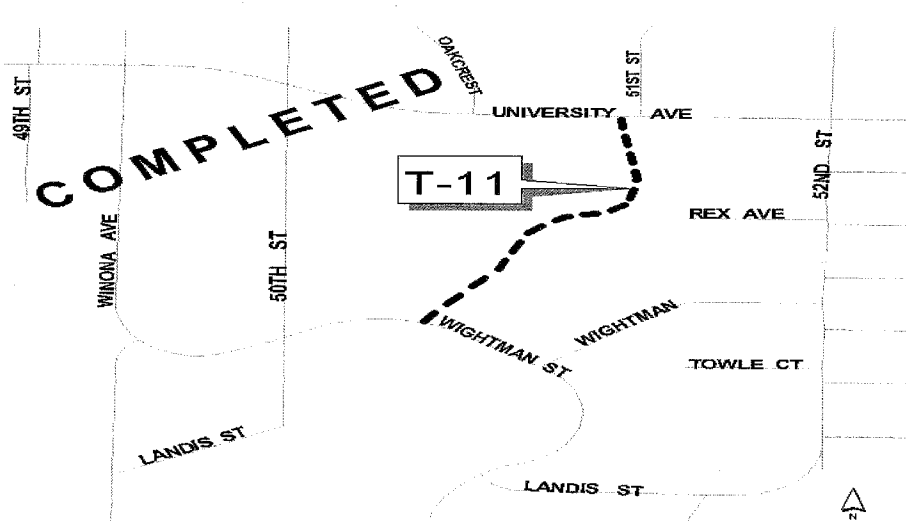 OAKCREST
51ST ST
49TH ST
COMPLETED
UNIVERSITY AVE
52ND ST
T-11
REX AVE
WINONA AVE
50TH ST
WIGHTMAN ST
WIGHTMAN
TOWLE CT
LANDIS ST
LANDIS ST
N